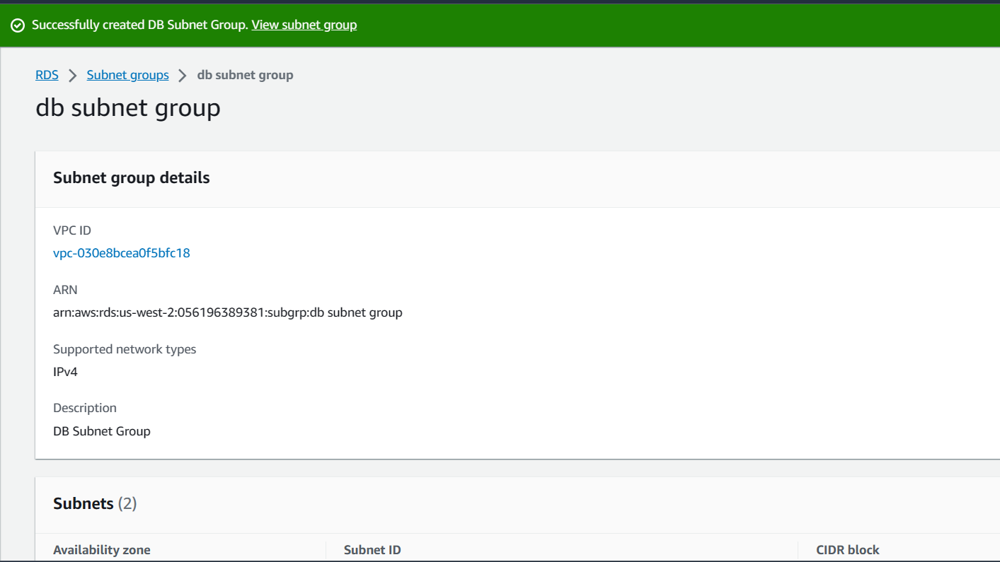 Successfully created DB Subnet Group. View subnet group
RDS > Subnet groups > db subnet group
db subnet group
Subnet group details
VPC ID
vpc-030e8bcea0f5bfc18
ARN
arn:aws:rds:us-west-2:056196389381:subgrp:db subnet group
Supported network types
IPv4
Description
DB Subnet Group
Subnets (2)
Availability zone Subnet ID CIDR block